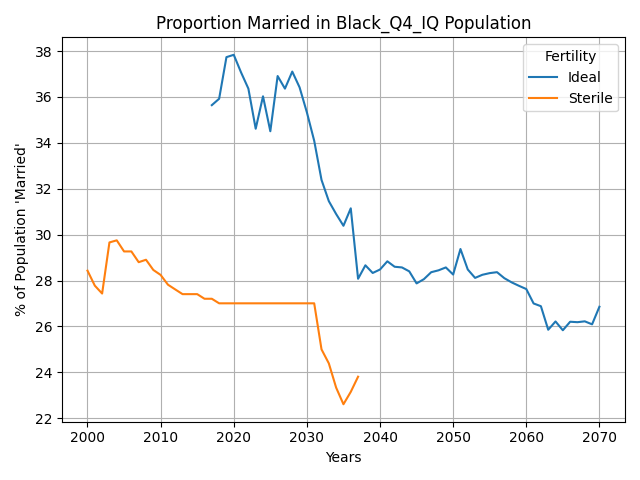 Proportion Married in Black_Q4_IQ Population
% of Population 'Married'
38
36
34
32
30
28
26
24
22
Fertility
Ideal
Sterile
2000 2010 2020 2030 2040 2050 2060 2070
Years